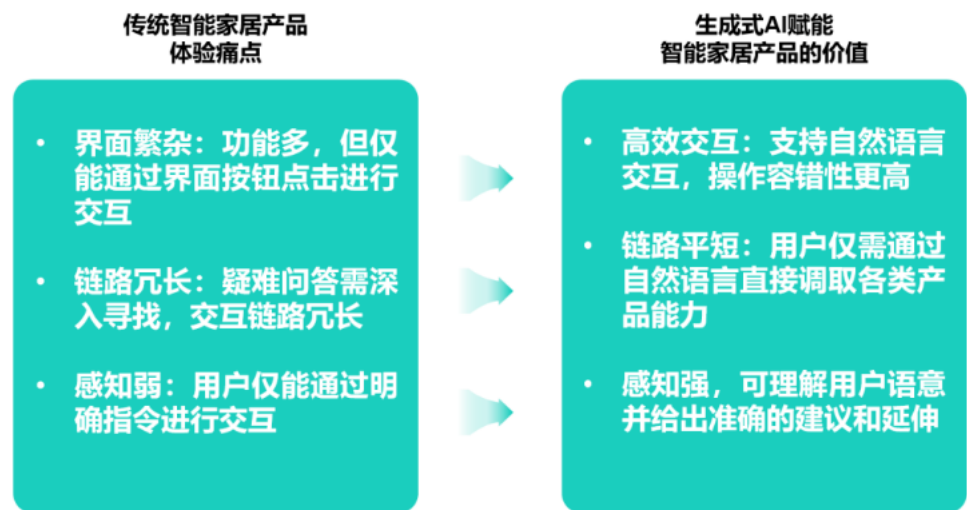 传统智能家居产品
体验痛点
• 界面繁杂：功能多，但仅
能通过界面按钮点击进行
交互
• 链路冗长：疑难问答需深
入寻找，交互链路冗长
• 感知弱：用户仅能通过明
确指令进行交互
生成式AI赋能
智能家居产品的价值
• 高效交互：支持自然语言
交互，操作容错性更高
• 链路平短：用户仅需通过
自然语言直接调取各类产
品能力
• 感知强，可理解用户语意
并给出准确的建议和延伸